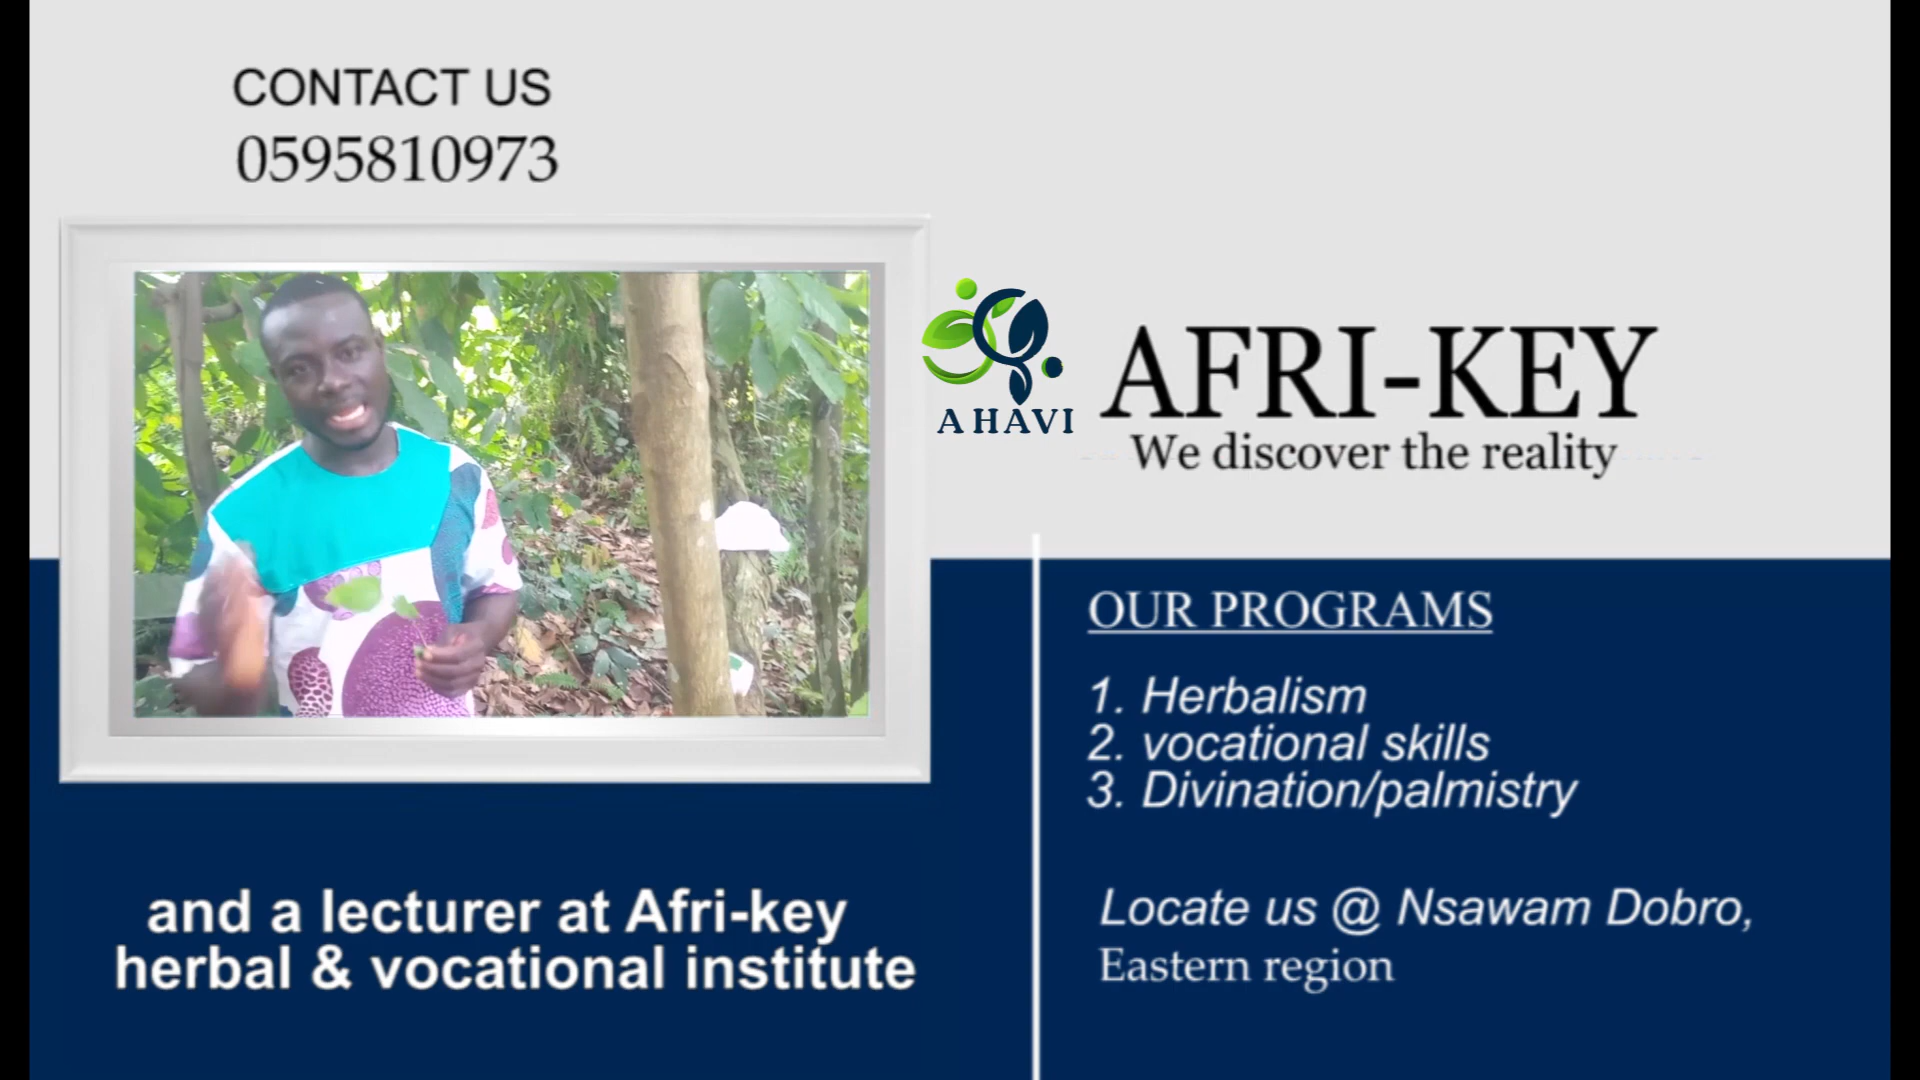 CONTACT US
0595810973
A HAVI
AFRI-KEY
We discover the reality
OUR PROGRAMS
1. Herbalism
2. vocational skills
3. Divination/palmistry
Locate us @ Nsawam Dobro,
Eastern region
and a lecturer at Afri-key
herbal & vocational institute